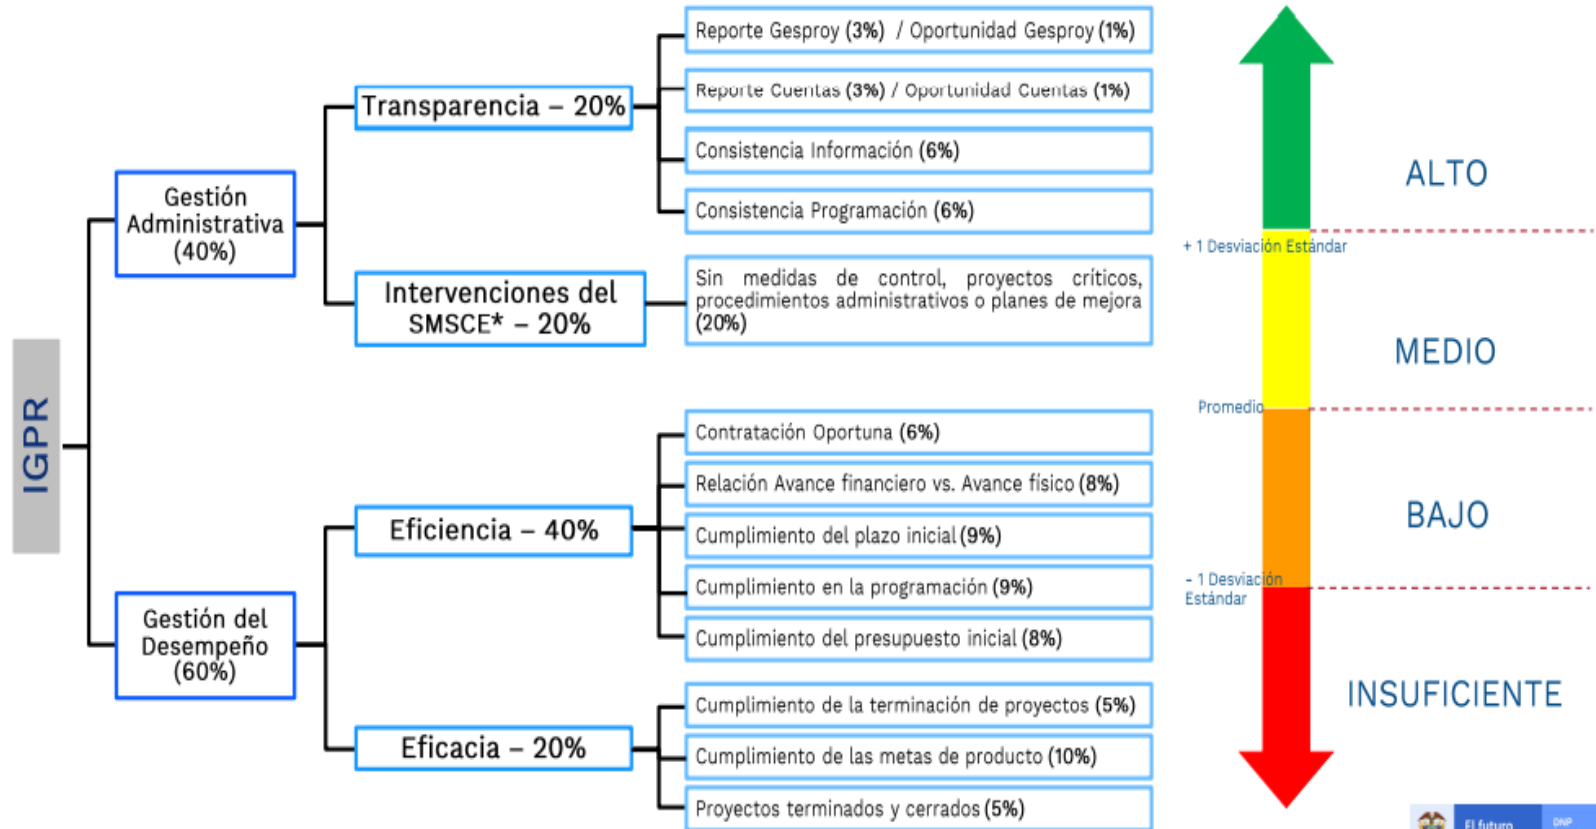 IGPR
Gestión
Administrativa
(40%)
Gestión del
Desempeño
(60%)
Transparencia – 20%
Intervenciones del
SMSCE* – 20%
Eficiencia – 40%
Eficacia – 20%
Reporte Gesproy (3%) / Oportunidad Gesproy (1%)
Reporte Cuentas (3%) / Oportunidad Cuentas (1%)
Consistencia Información (6%)
Consistencia Programación (6%)
Sin medidas de control, proyectos críticos,
procedimientos administrativos o planes de mejora
(20%)
Contratación Oportuna (6%)
Relación Avance financiero vs. Avance físico (8%)
Cumplimiento del plazo inicial (9%)
Cumplimiento en la programación (9%)
Cumplimiento del presupuesto inicial (8%)
Cumplimiento de la terminación de proyectos (5%)
Cumplimiento de las metas de producto (10%)
Proyectos terminados y cerrados (5%)
ALTO
+ 1 Desviación Estándar
MEDIO
Promedio
BAJO
- 1 Desviación
Estándar
INSUFICIENTE
El futuro
DNP